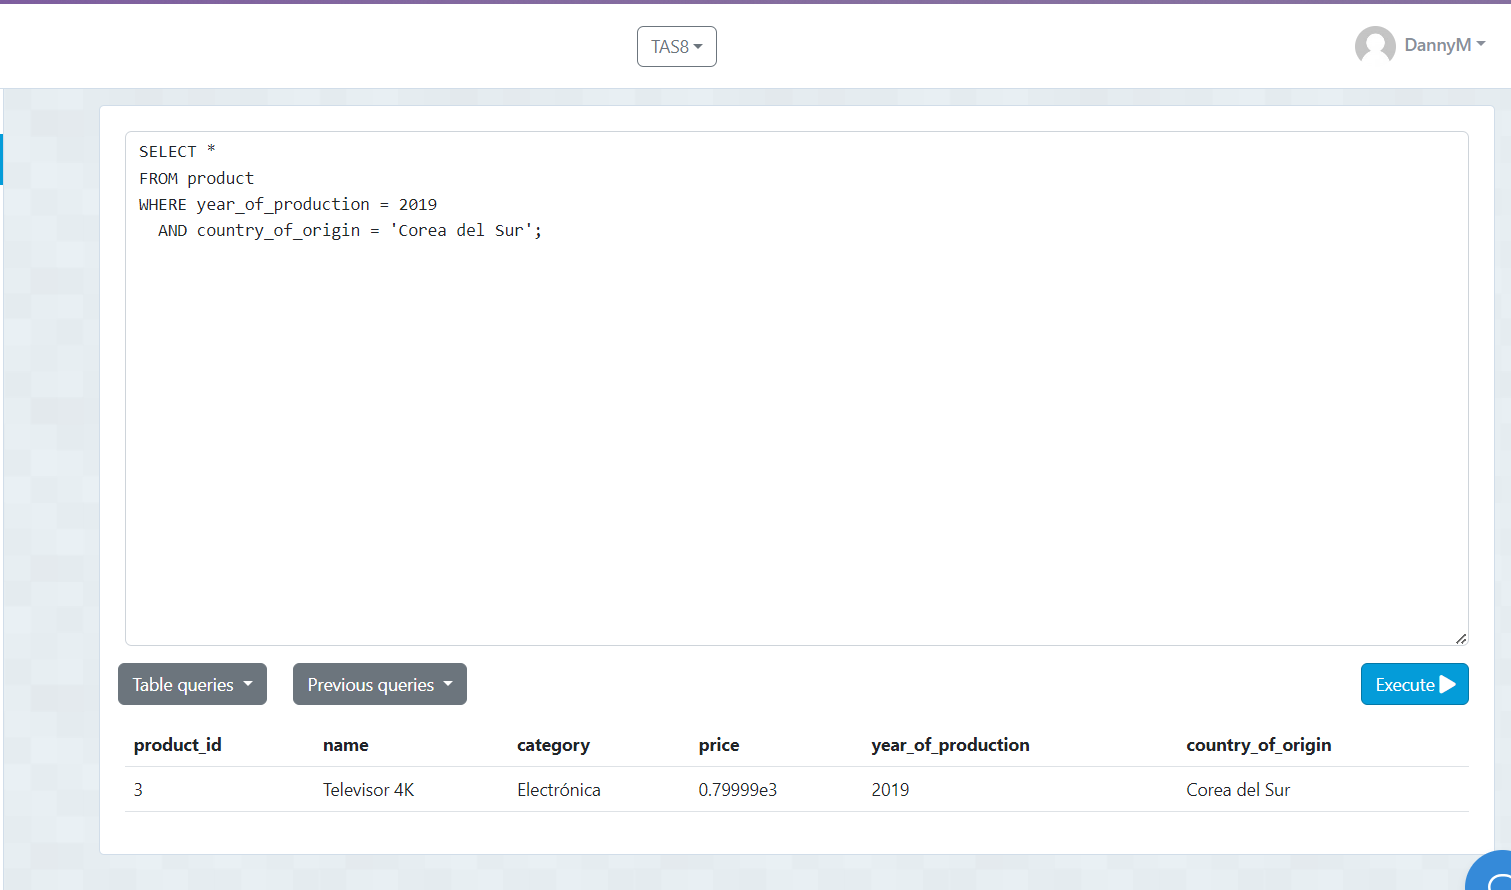 TAS8
DannyM
SELECT *
FROM product
WHERE year_of_production = 2019
  AND country_of_origin = 'Corea del Sur';
Table queries
Previous queries
Execute
product_id name category price year_of_production country_of_origin
3 Televisor 4K Electrónica 0.79999e3 2019 Corea del Sur